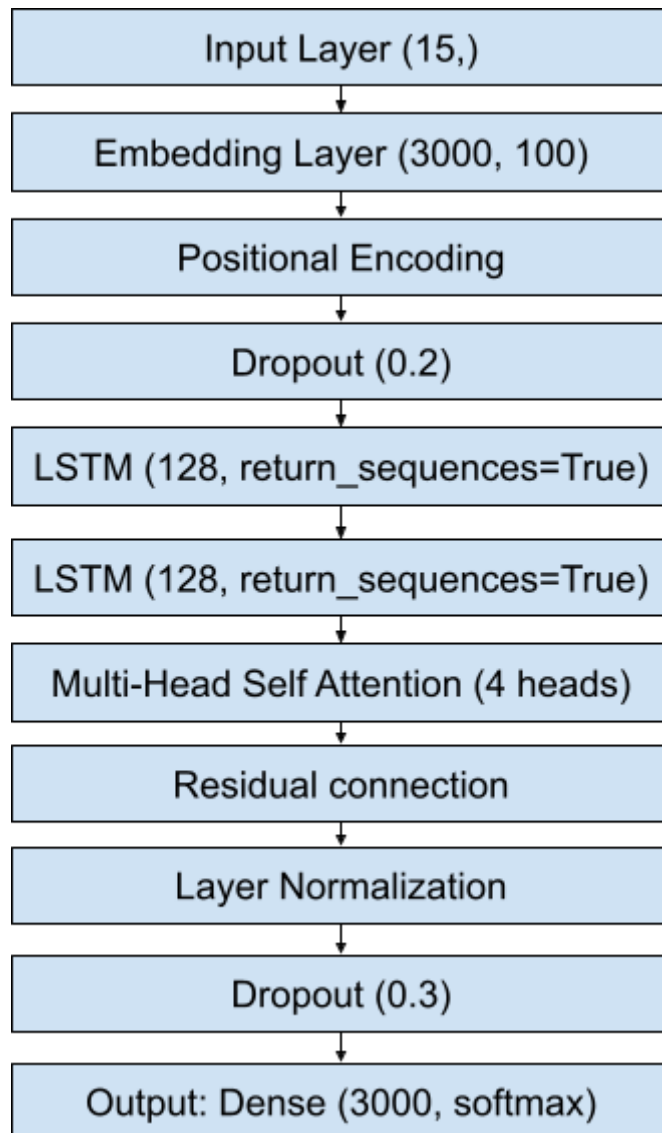 Input Layer (15,)
Embedding Layer (3000, 100)
Positional Encoding
Dropout (0.2)
LSTM (128, return_sequences=True)
LSTM (128, return_sequences=True)
Multi-Head Self Attention (4 heads)
Residual connection
Layer Normalization
Dropout (0.3)
Output: Dense (3000, softmax)